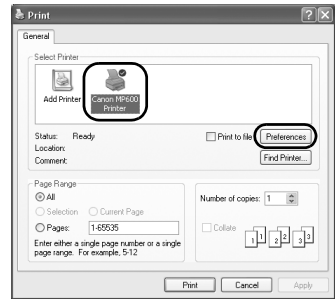 Print
General
Select Printer
Add Printer
Canon MP600
Printer
Status: Ready
Location:
Comment:
Print to file
Preferences
Find Printer...
Page Range
All
Selection
Current Page
Pages: 1-65535
Enter either a single page number or a single
page range. For example, 5-12
Number of copies: 1
Collate
1 1 2 2 3 3
Print
Cancel
Apply